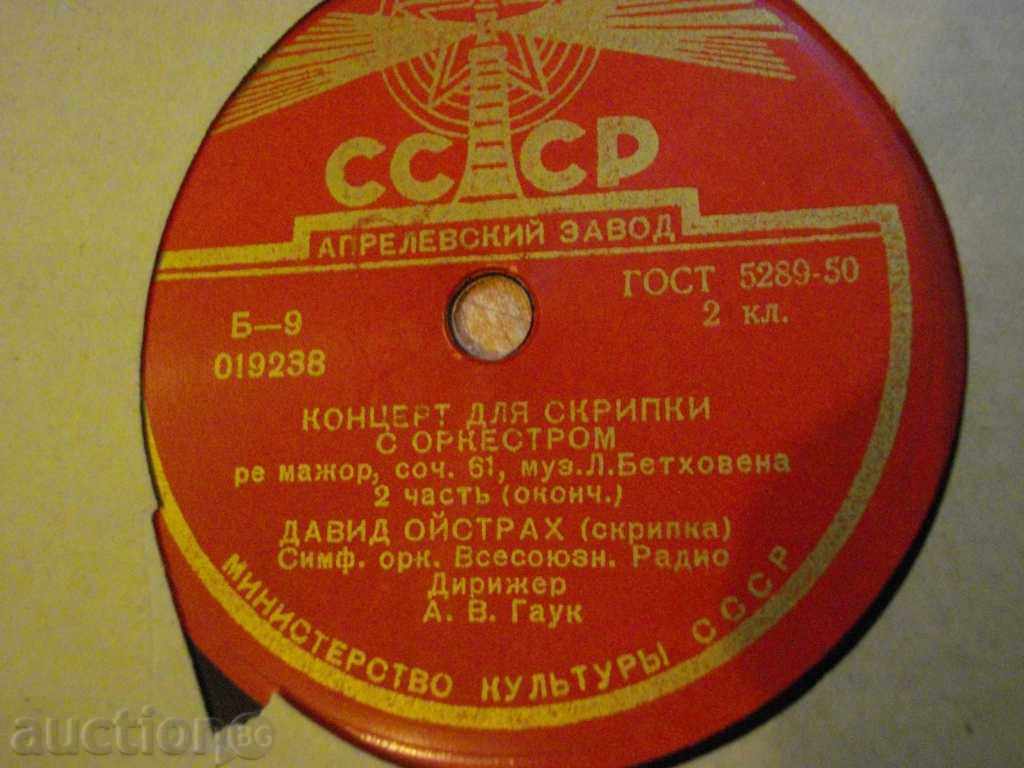 СССР
АПРЕЛЕВСКИЙ ЗАВОД
ГОСТ 5289-50
2 кл.
Б—9
019238
КОНЦЕРТ ДЛЯ СКРИПКИ
С ОРКЕСТРОМ
ре мажор, соч. 61, муз.Л.Бетховена
2 часть (оконч.)
ДАВИД ОЙСТРАХ (скрипка)
Симф. орк. Всесоюзн. Радио
Дирижер
А. В. Гаук
МИНИСТЕРСТВО КУЛЬТУРЫ СССР
auction BG